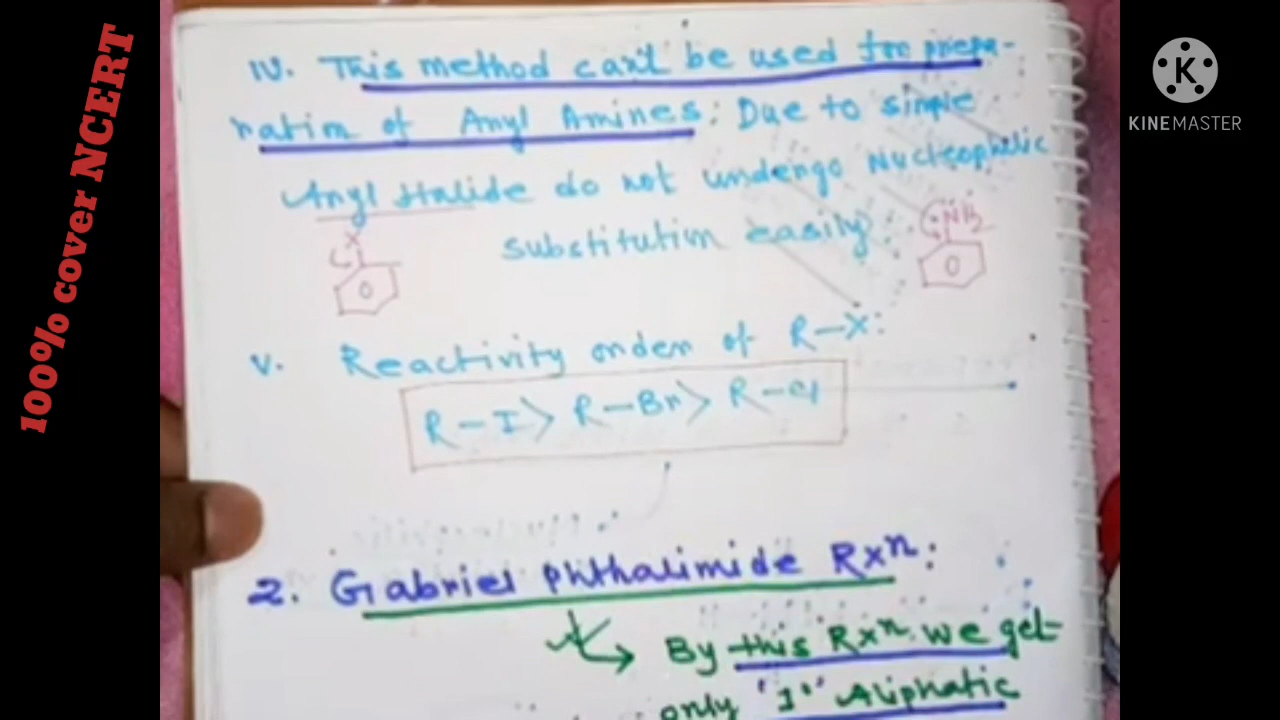 100% cover NCERT
KINEMASTER
IV. This method can't be used for prepa-
ration of Aryl Amines: Due to simple
Aryl Halide do not undergo Nucleophilic
substitution easily.
X
NH2
V. Reactivity order of R-X:
R-I> R-Br> R-Cl
2. Gabriel Phthalimide Rxn:
By this Rxn we get
only "1°" Aliphatic